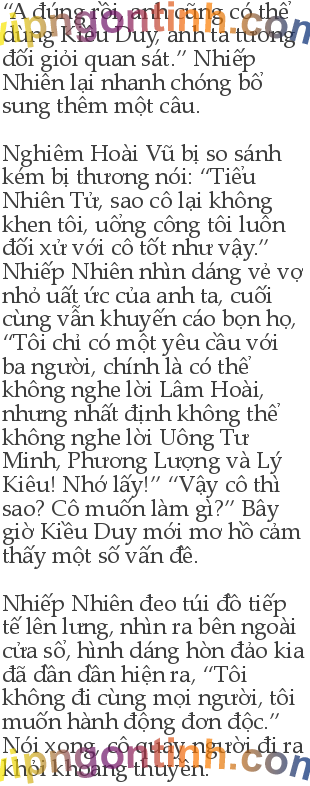 “A đúng rồi, anh cũng có thể
dùng Kiều Duy, anh ta tương
đối giỏi quan sát.” Nhiếp
Nhiên lại nhanh chóng bổ
sung thêm một câu.
Nghiêm Hoài Vũ bị so sánh
kém bị thương nói: “Tiểu
Nhiên Tử, sao cô lại không
khen tôi, uổng công tôi luôn
đối xử với cô tốt như vậy.”
Nhiếp Nhiên nhìn dáng vẻ vợ
nhỏ uất ức của anh ta, cuối
cùng vẫn khuyến cáo bọn họ,
“Tôi chỉ có một yêu cầu với
ba người, chính là có thể
không nghe lời Lâm Hoài,
nhưng nhất định không thể
không nghe lời Uông Tư
Minh, Phương Lượng và Lý
Kiêu! Nhớ lấy!” “Vậy cô thì
sao? Cô muốn làm gì?” Bây
giờ Kiều Duy mới mơ hồ cảm
thấy một số vấn đề.
Nhiếp Nhiên đeo túi đồ tiếp
tế lên lưng, nhìn ra bên ngoài
cửa sổ, hình dáng hòn đảo kia
đã dần dần hiện ra, “Tôi
không đi cùng mọi người, tôi
muốn hành động đơn độc.”
Nói xong, cô quay người đi ra
khỏi khoang thuyền.
vipngontinh.com
vipngontinh.com